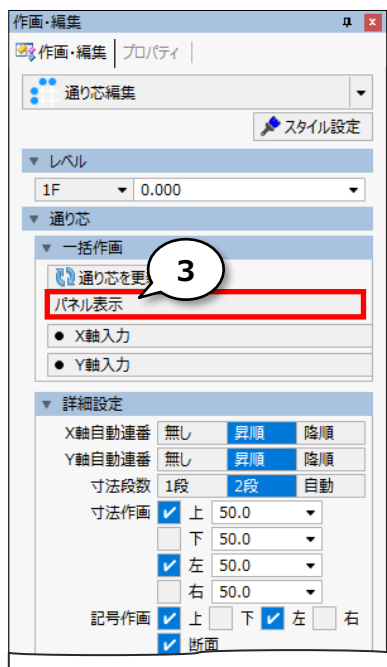 作画・編集
作画・編集 プロパティ
通り芯編集
スタイル設定
レベル
1F 0.000
通り芯
一括作画
通り芯を更
3
パネル表示
● X軸入力
● Y軸入力
詳細設定
X軸自動連番 無し 昇順 降順
Y軸自動連番 無し 昇順 降順
寸法段数 1段 2段 自動
寸法作画 上 50.0
下 50.0
左 50.0
右 50.0
記号作画 上 下 左 右
断面